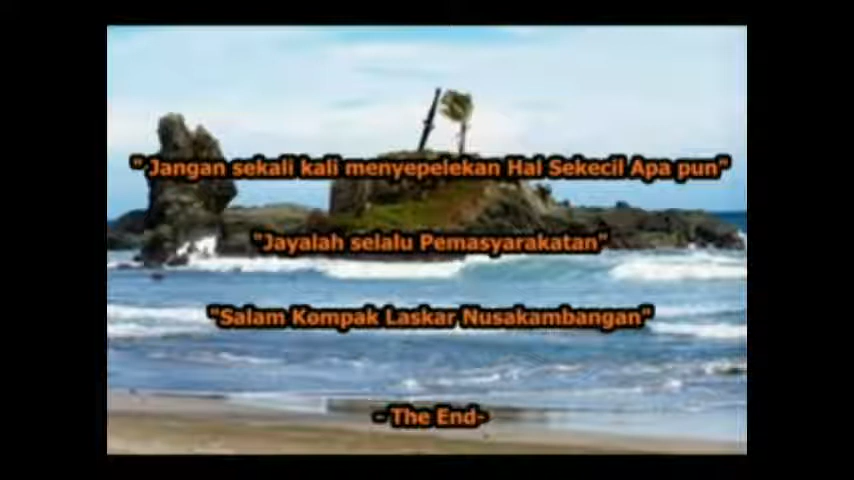 " Jangan sekali kali menyepelekan Hal Sekecil Apa pun"
"Jayalah selalu Pemasyarakatan"
"Salam Kompak Laskar Nusakambangan"
- The End-